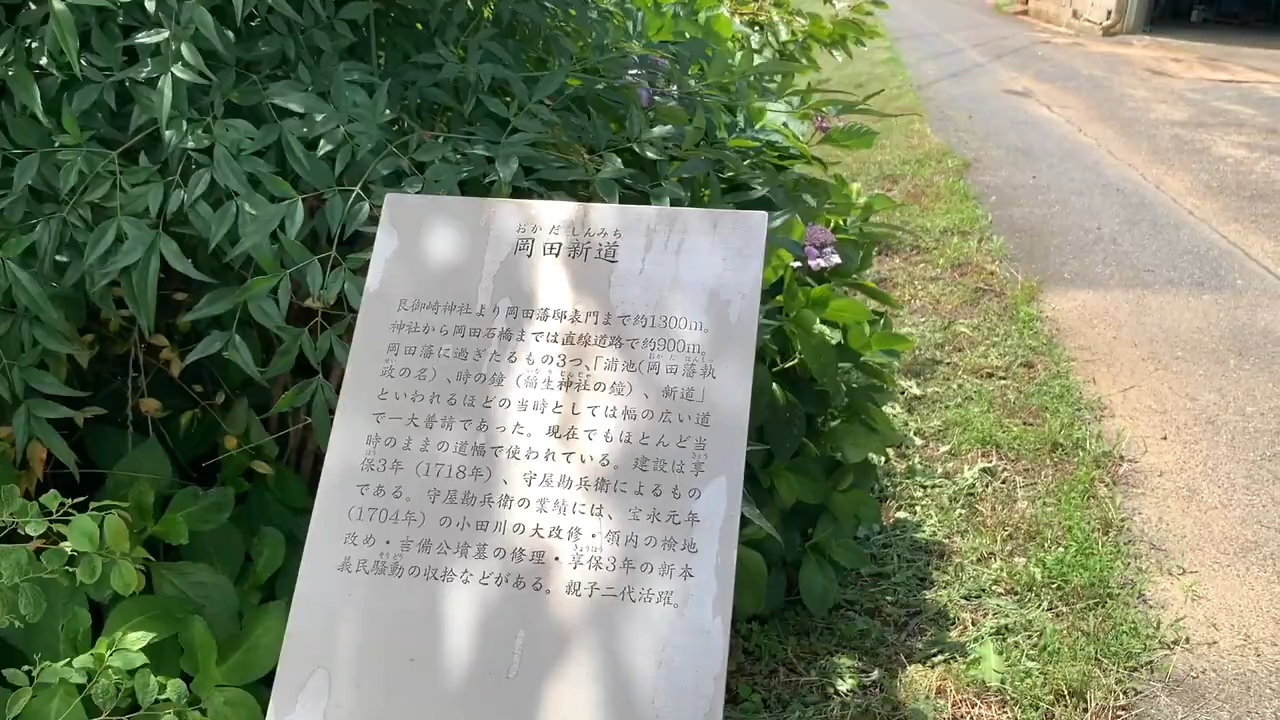 おかだしんみち
岡田新道
艮御崎神社より岡田藩邸表門まで約1300m。
神社から岡田石橋までは直線道路で約900m。
岡田藩に過ぎたるもの3つ、「浦池(岡田藩執
政の名)、時の鐘（稲生神社の鐘）、新道」
といわれるほどの当時としては幅の広い道
で一大普請であった。現在でもほとんど当
時のままの道幅で使われている。建設は享
保3年（1718年）、守屋勘兵衛によるもの
である。守屋勘兵衛の業績には、宝永元年
（1704年）の小田川の大改修・領内の検地
改め・吉備公墳墓の修理・享保3年の新本
義民騒動の収拾などがある。親子二代活躍。